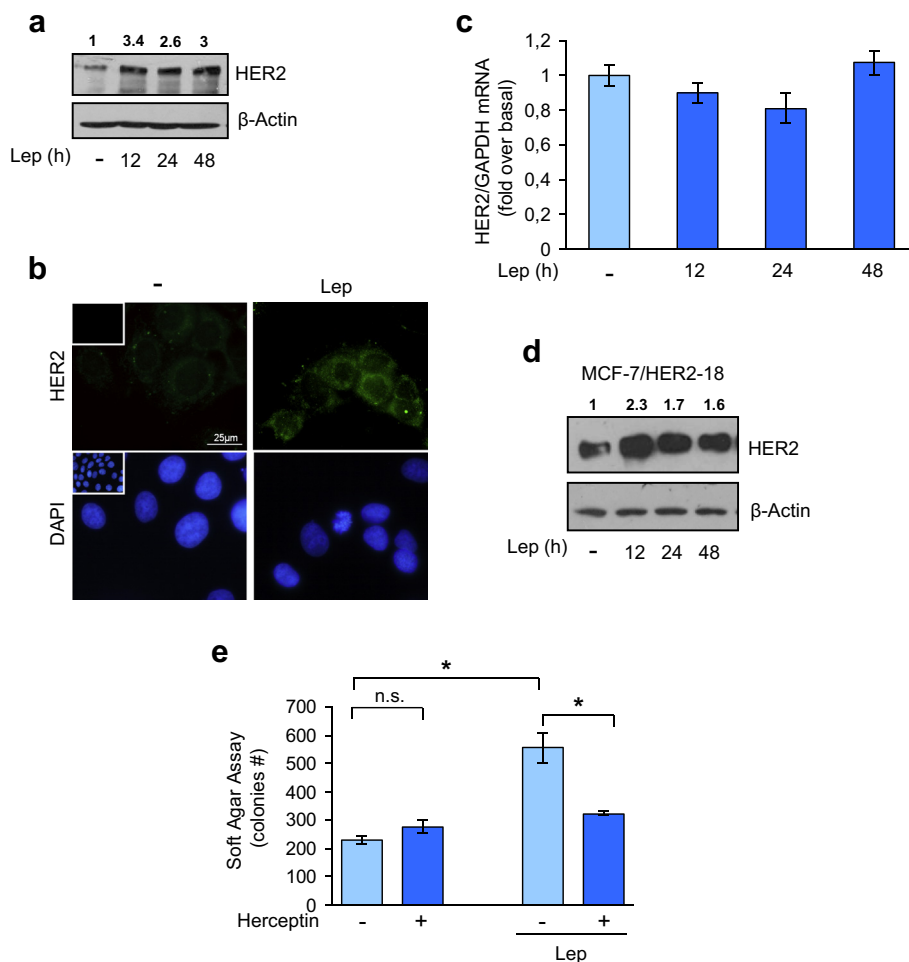 a
1 3.4 2.6 3
HER2
β-Actin
Lep (h) - 12 24 48
b
- Lep
HER2
25μm
DAPI
c
HER2/GAPDH mRNA
(fold over basal)
1,2
1
0,8
0,6
0,4
0,2
0
Lep (h) - 12 24 48
d
MCF-7/HER2-18
1 2.3 1.7 1.6
HER2
β-Actin
Lep (h) - 12 24 48
e
*
n.s.
*
Soft Agar Assay
(colonies #)
700
600
500
400
300
200
100
0
Herceptin - + - +
Lep